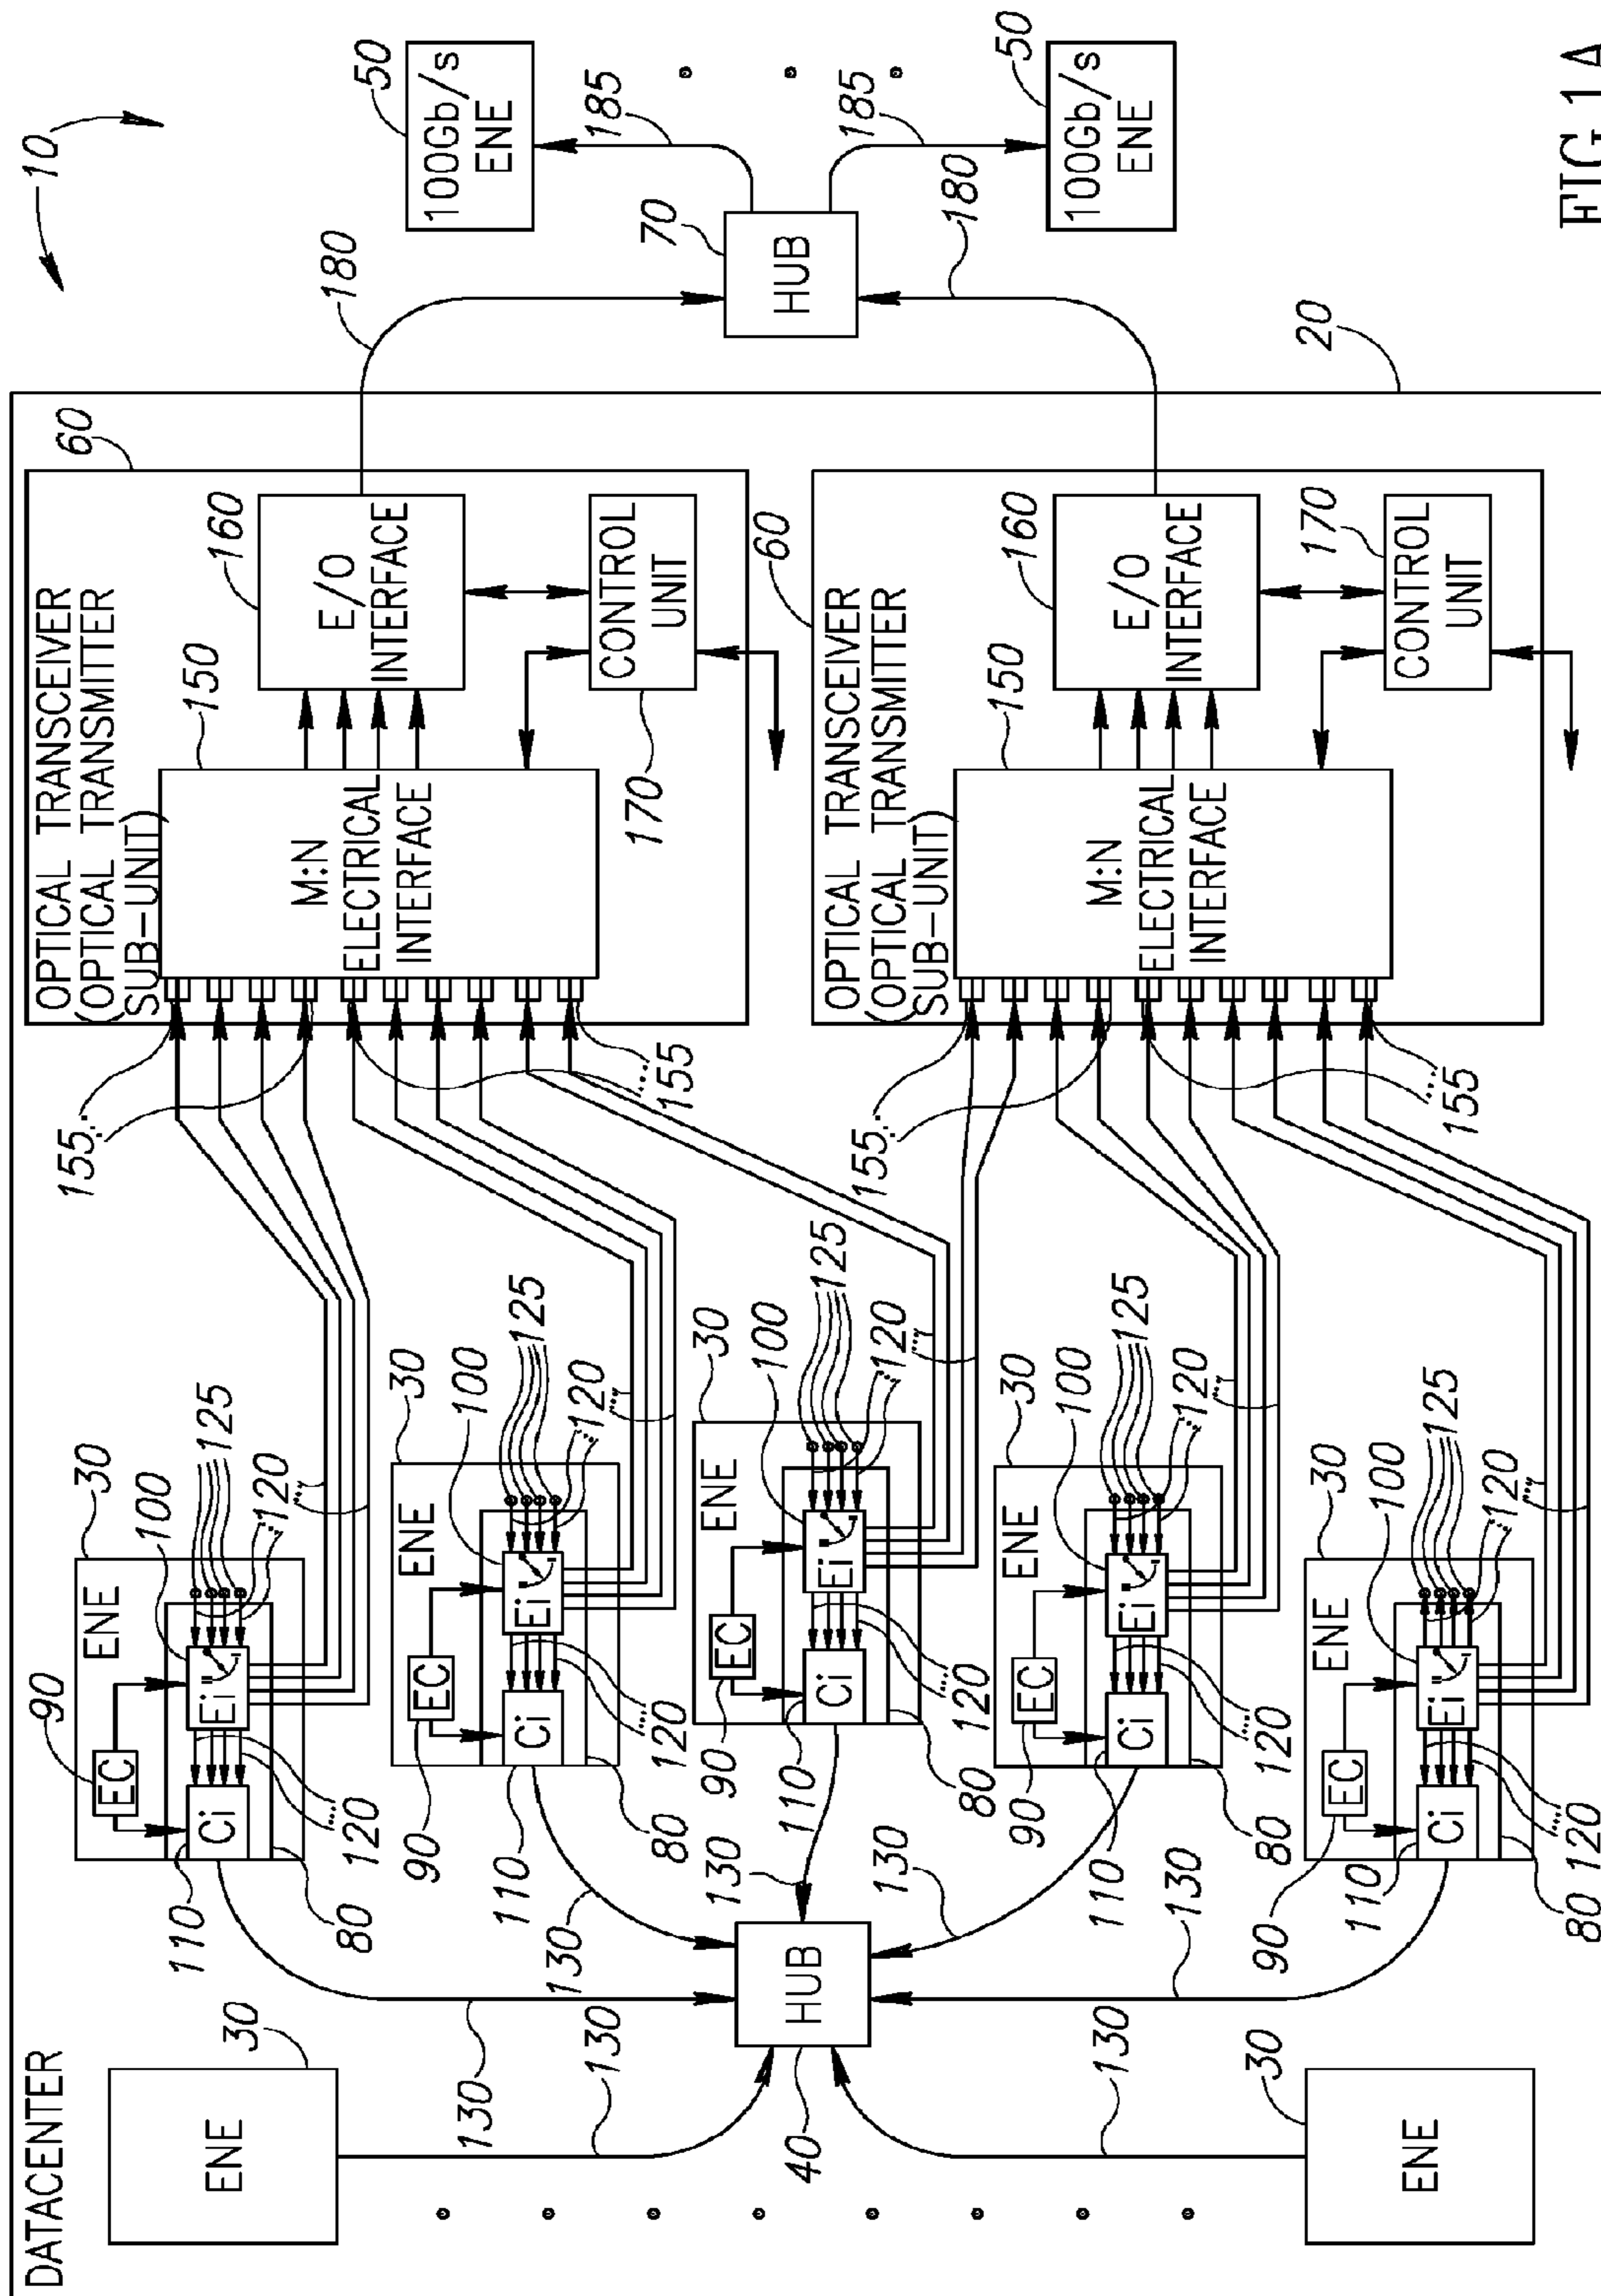 DATACENTER
ENE
30
130
ENE
30
130
HUB
40
130
130
130
130
130
ENE
30
EC
90
Ci
110
Ei
100
120
120
125
80
ENE
30
EC
90
Ci
110
Ei
100
120
120
125
80
ENE
30
EC
90
Ci
110
Ei
100
120
120
125
80
ENE
30
EC
90
Ci
110
Ei
100
120
120
125
80
ENE
30
EC
90
Ci
110
Ei
100
120
120
125
80
OPTICAL TRANSCEIVER
(OPTICAL TRANSMITTER
SUB-UNIT)
60
155
155
M:N
ELECTRICAL
INTERFACE
150
E/O
INTERFACE
160
CONTROL
UNIT
170
OPTICAL TRANSCEIVER
(OPTICAL TRANSMITTER
SUB-UNIT)
60
155
155
M:N
ELECTRICAL
INTERFACE
150
E/O
INTERFACE
160
CONTROL
UNIT
170
20
180
180
HUB
70
185
185
100Gb/s
ENE
50
100Gb/s
ENE
50
10
FIG.1A